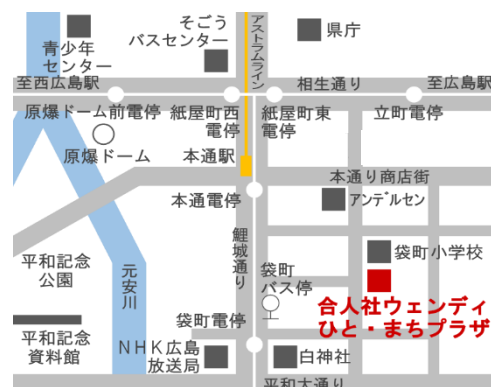 そごう
バスセンター
アストラムライン
県庁
青少年
センター
至西広島駅
相生通り
至広島駅
原爆ドーム前電停
紙屋町西
電停
紙屋町東
電停
立町電停
原爆ドーム
本通駅
本通り商店街
本通電停
アンデルセン
鯉城通り
袋町小学校
平和記念
公園
元安川
袋町
バス停
合人社ウェンディ
ひと・まちプラザ
袋町電停
平和記念
資料館
NHK広島
放送局
白神社
平和大通り